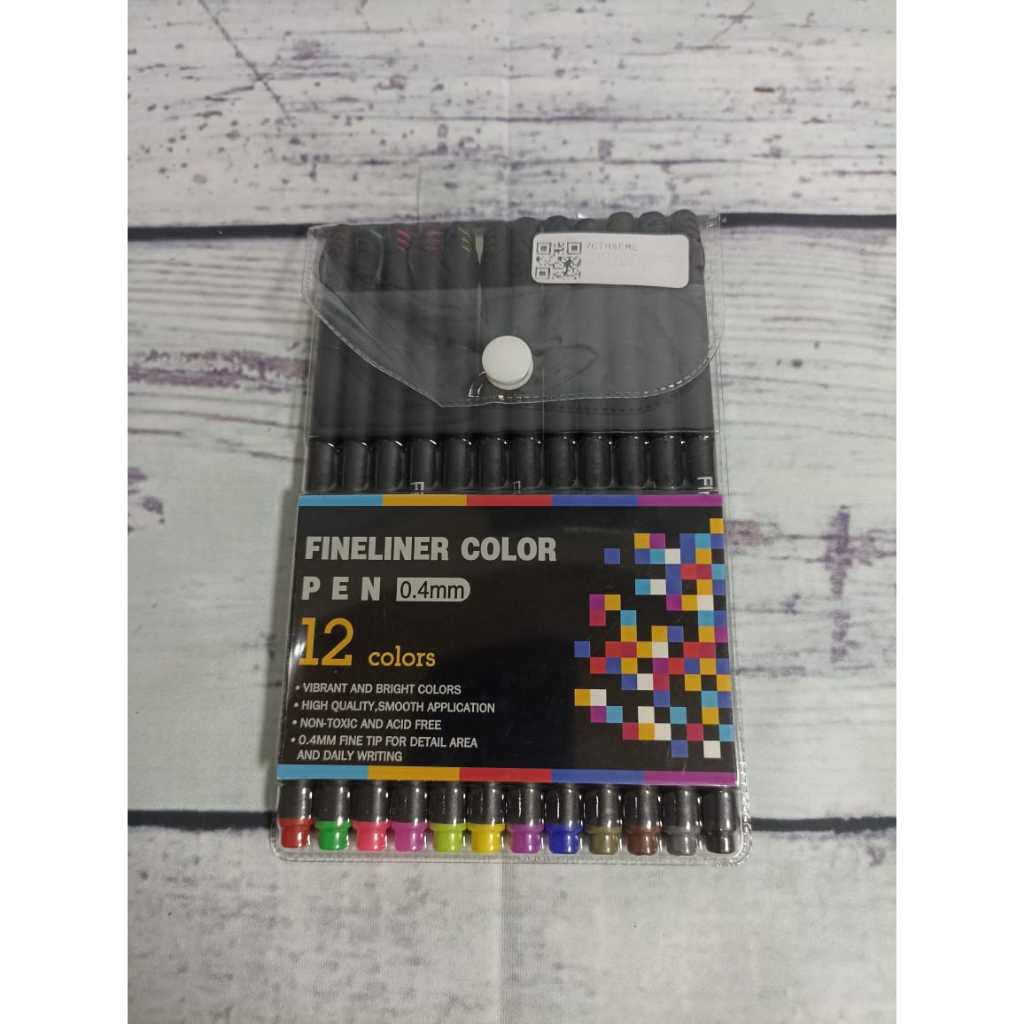 FINELINER COLOR
PEN 0.4mm
12 colors
• VIBRANT AND BRIGHT COLORS
• HIGH QUALITY,SMOOTH APPLICATION
• NON-TOXIC AND ACID FREE
• 0.4MM FINE TIP FOR DETAIL AREA
AND DAILY WRITING